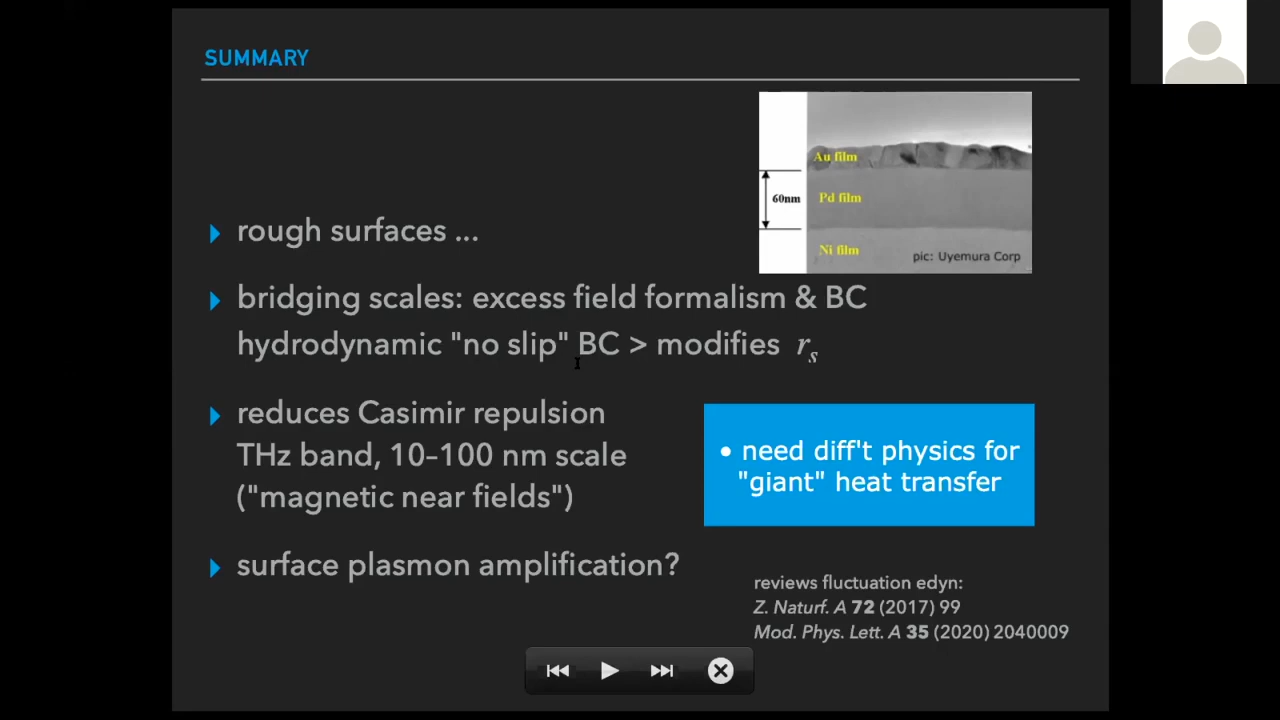 SUMMARY
Au film
60nm
Pd film
Ni film
pic: Uyemura Corp
rough surfaces ...
bridging scales: excess field formalism & BC
hydrodynamic "no slip" BC > modifies rₛ
reduces Casimir repulsion
THz band, 10–100 nm scale
("magnetic near fields")
• need diff't physics for
"giant" heat transfer
surface plasmon amplification?
reviews fluctuation edyn:
Z. Naturf. A 72 (2017) 99
Mod. Phys. Lett. A 35 (2020) 2040009